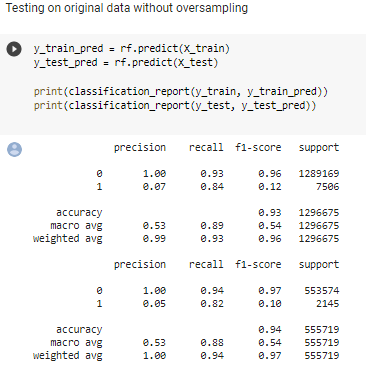 Testing on original data without oversampling
y_train_pred = rf.predict(X_train)
y_test_pred = rf.predict(X_test)
print(classification_report(y_train, y_train_pred))
print(classification_report(y_test, y_test_pred))
precision recall f1-score support
0 1.00 0.93 0.96 1289169
1 0.07 0.84 0.12 7506
accuracy 0.93 1296675
macro avg 0.53 0.89 0.54 1296675
weighted avg 0.99 0.93 0.96 1296675
precision recall f1-score support
0 1.00 0.94 0.97 553574
1 0.05 0.82 0.10 2145
accuracy 0.94 555719
macro avg 0.53 0.88 0.54 555719
weighted avg 1.00 0.94 0.97 555719